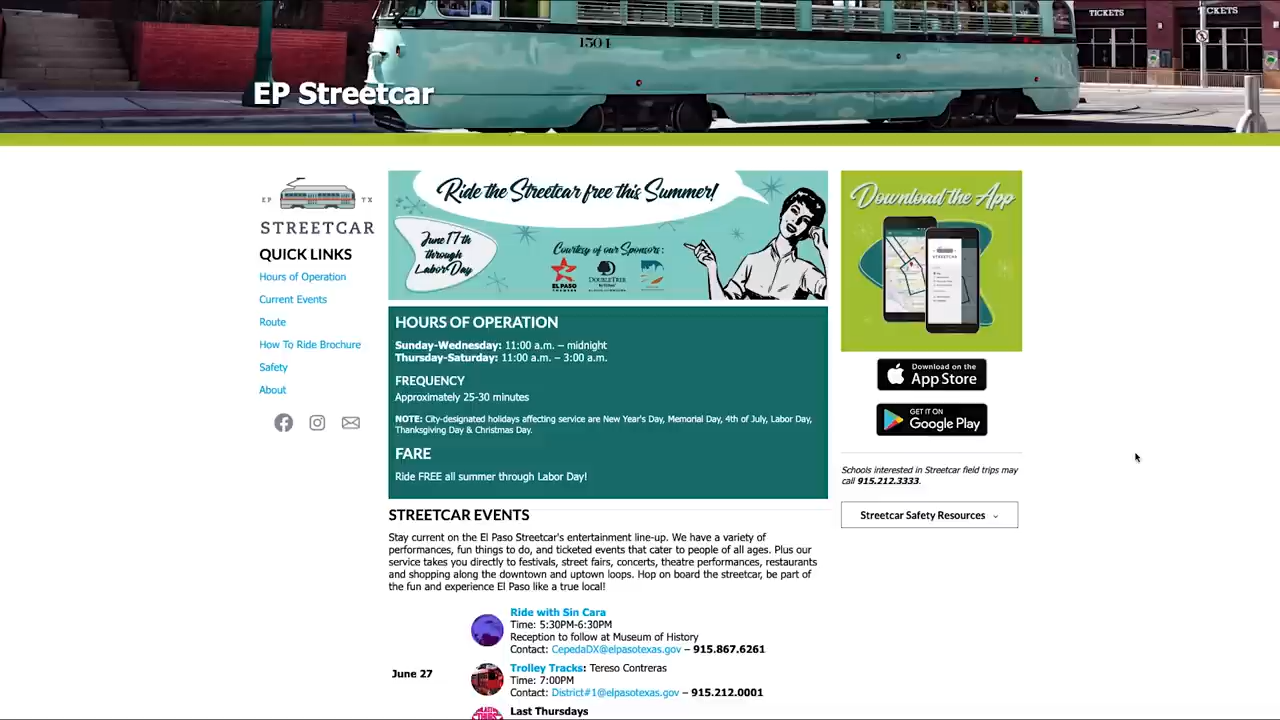 TICKETS
CKETS
1501
EP Streetcar
EP TX
STREETCAR
QUICK LINKS
Hours of Operation
Current Events
Route
How To Ride Brochure
Safety
About
Ride the Streetcar free this Summer!
June 17th
through
Labor Day
Courtesy of our Sponsors:
EL PASO
DOUBLETREE
HOURS OF OPERATION
Sunday-Wednesday: 11:00 a.m. – midnight
Thursday-Saturday: 11:00 a.m. – 3:00 a.m.
FREQUENCY
Approximately 25-30 minutes
NOTE: City-designated holidays affecting service are New Year's Day, Memorial Day, 4th of July, Labor Day,
Thanksgiving Day & Christmas Day.
FARE
Ride FREE all summer through Labor Day!
STREETCAR EVENTS
Stay current on the El Paso Streetcar's entertainment line-up. We have a variety of
performances, fun things to do, and ticketed events that cater to people of all ages. Plus our
service takes you directly to festivals, street fairs, concerts, theatre performances, restaurants
and shopping along the downtown and uptown loops. Hop on board the streetcar, be part of
the fun and experience El Paso like a true local!
Ride with Sin Cara
Time: 5:30PM-6:30PM
Reception to follow at Museum of History
Contact: CepedaDX@elpasotexas.gov – 915.867.6261
June 27
Trolley Tracks: Tereso Contreras
Time: 7:00PM
Contact: District#1@elpasotexas.gov – 915.212.0001
Last Thursdays
Download the App
STREETCAR
Download on the
App Store
GET IT ON
Google Play
Schools interested in Streetcar field trips may
call 915.212.3333.
Streetcar Safety Resources